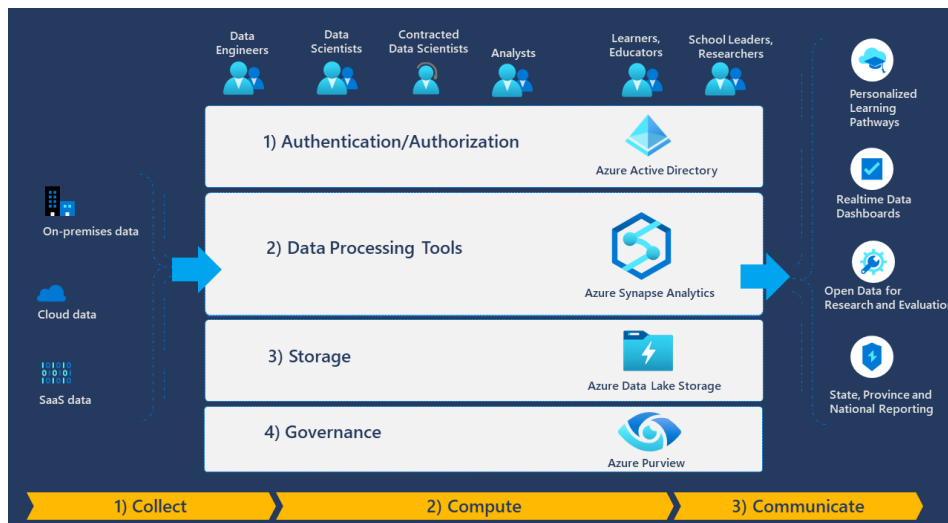 Data
Engineers
Data
Scientists
Contracted
Data Scientists
Analysts
Learners,
Educators
School Leaders,
Researchers
1) Authentication/Authorization
Azure Active Directory
2) Data Processing Tools
Azure Synapse Analytics
3) Storage
Azure Data Lake Storage
4) Governance
Azure Purview
On-premises data
Cloud data
SaaS data
Personalized
Learning
Pathways
Realtime Data
Dashboards
Open Data for
Research and Evaluation
State, Province and
National Reporting
1) Collect
2) Compute
3) Communicate